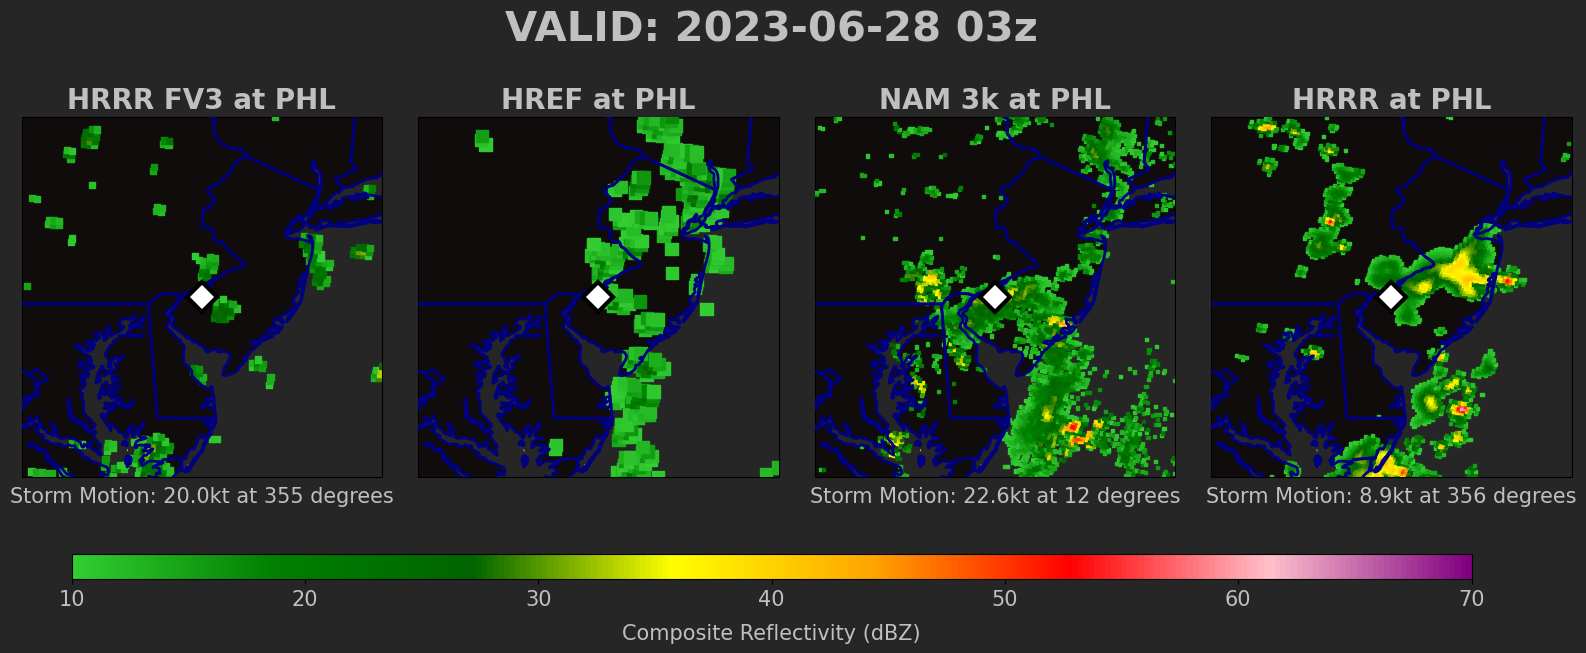 VALID: 2023-06-28 03z
HRRR FV3 at PHL
HREF at PHL
NAM 3k at PHL
HRRR at PHL
Storm Motion: 20.0kt at 355 degrees
Storm Motion: 22.6kt at 12 degrees
Storm Motion: 8.9kt at 356 degrees
10 20 30 40 50 60 70
Composite Reflectivity (dBZ)